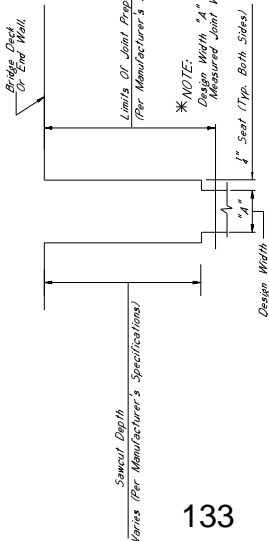 Bridge Deck
Or End Wall.
Limits Of Joint Prep
(Per Manufacturer's
* NOTE:
Design Width "A"
Measured Joint
1/4" Seat (Typ. Both Sides)
"A"
Design Width
Sawcut Depth
Varies (Per Manufacturer's Specifications)
133